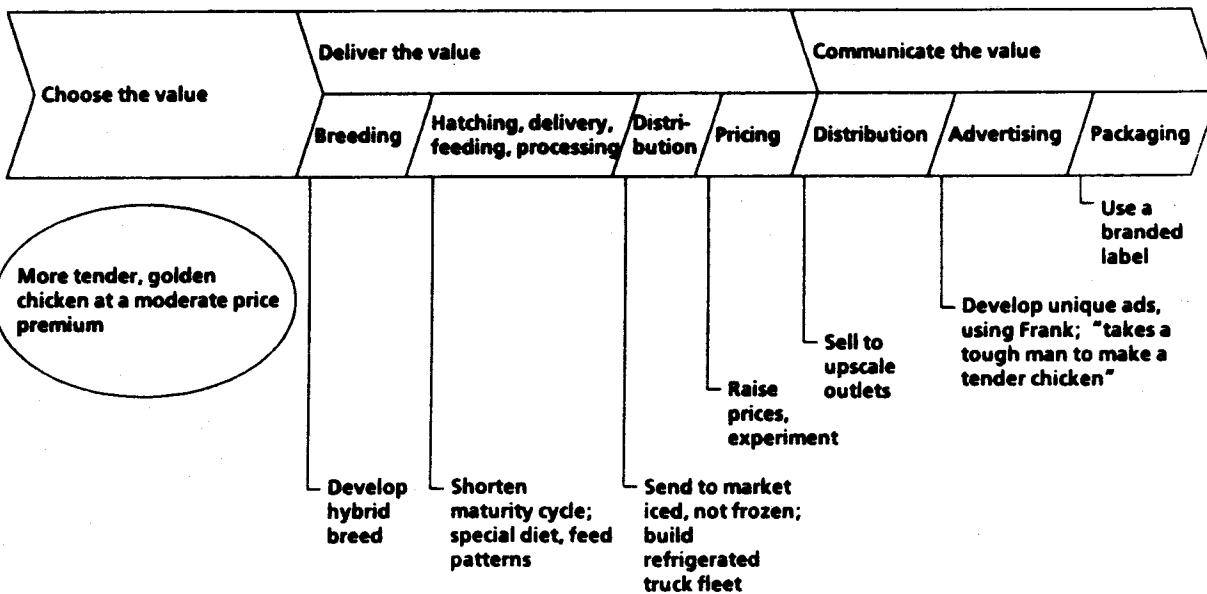 Choose the value
Deliver the value
Communicate the value
Breeding
Hatching, delivery,
feeding, processing
Distri-
bution
Pricing
Distribution
Advertising
Packaging
More tender, golden
chicken at a moderate price
premium
Develop
hybrid
breed
Shorten
maturity cycle;
special diet, feed
patterns
Send to market
iced, not frozen;
build
refrigerated
truck fleet
Raise
prices,
experiment
Sell to
upscale
outlets
Develop unique ads,
using Frank; "takes a
tough man to make a
tender chicken"
Use a
branded
label